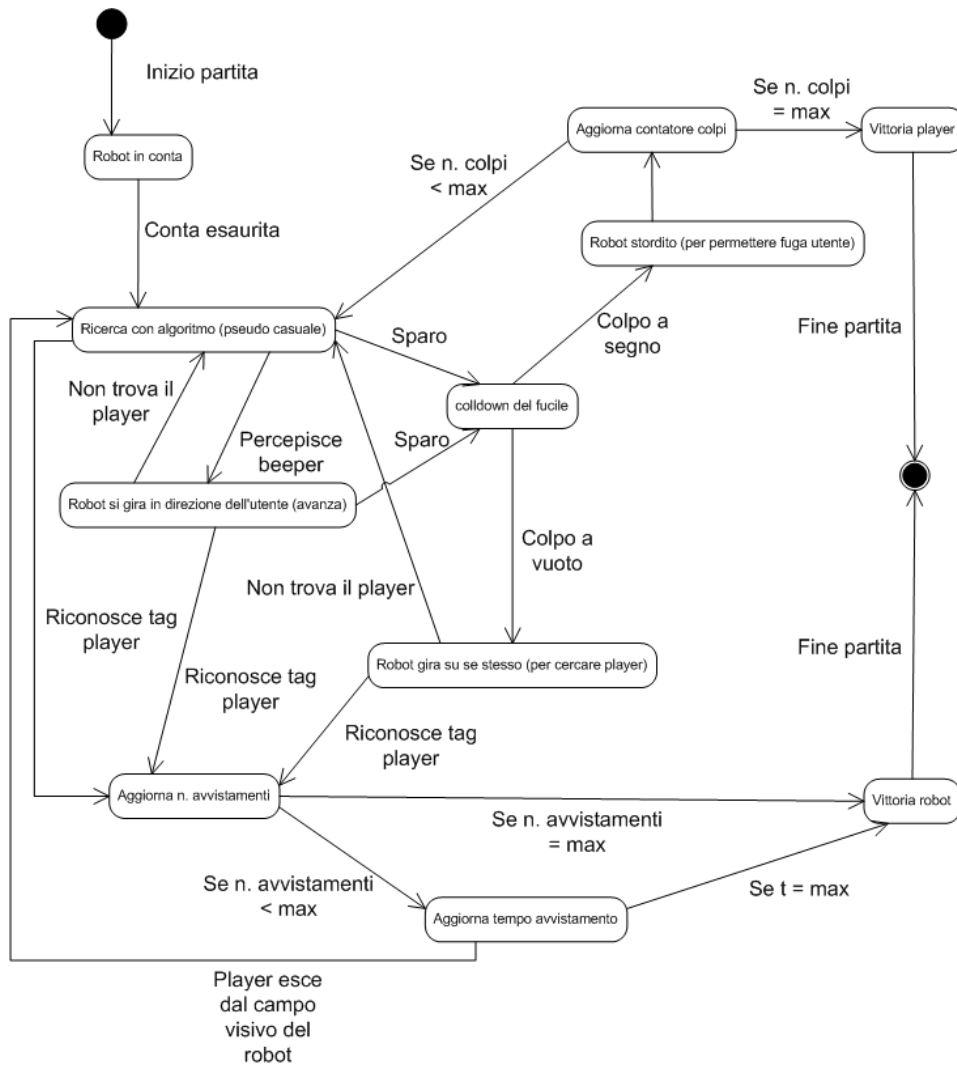 Inizio partita
Robot in conta
Conta esaurita
Se n. colpi
= max
Aggiorna contatore colpi
Vittoria player
Se n. colpi
< max
Robot stordito (per permettere fuga utente)
Ricerca con algoritmo (pseudo casuale)
Sparo
Colpo a
segno
Fine partita
Non trova il
player
colldown del fucile
Percepisce
beeper
Sparo
Robot si gira in direzione dell'utente (avanza)
Colpo a
vuoto
Non trova il player
Riconosce tag
player
Fine partita
Robot gira su se stesso (per cercare player)
Riconosce tag
player
Riconosce tag
player
Aggiorna n. avvistamenti
Vittoria robot
Se n. avvistamenti
= max
Se n. avvistamenti
< max
Se t = max
Aggiorna tempo avvistamento
Player esce
dal campo
visivo del
robot